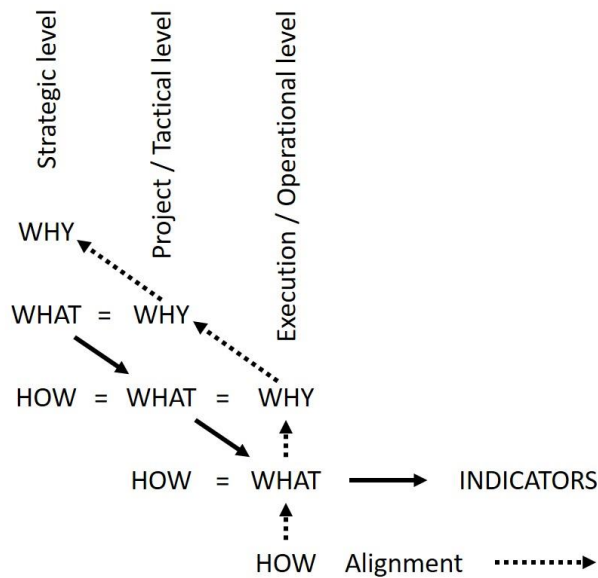 Strategic level
Project / Tactical level
Execution / Operational level
WHY
WHAT = WHY
HOW = WHAT = WHY
HOW = WHAT INDICATORS
HOW Alignment